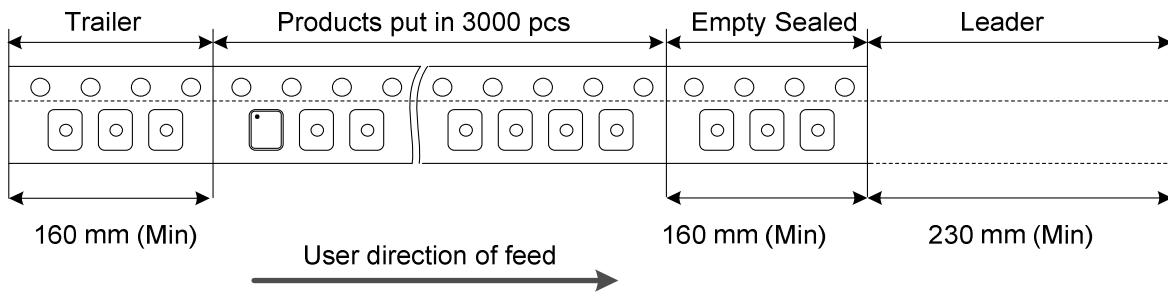 Trailer
Products put in 3000 pcs
Empty Sealed
Leader
160 mm (Min)
160 mm (Min)
230 mm (Min)
User direction of feed